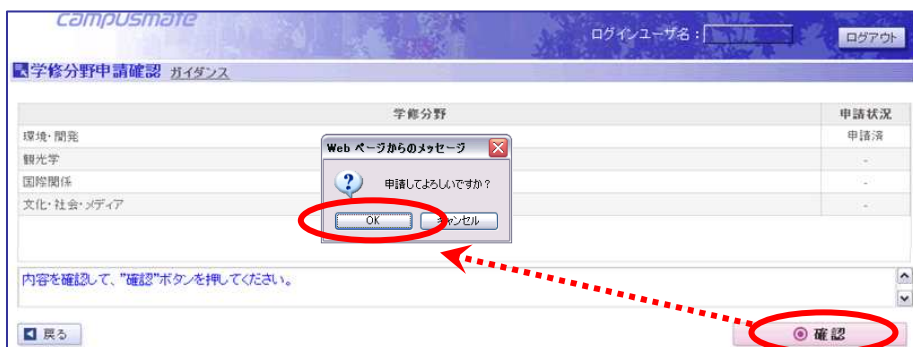 campusmate
ログインユーザ名：
ログアウト
学修分野申請確認 ガイダンス
学修分野 申請状況
環境・開発 申請済
観光学 -
国際関係 -
文化・社会・メディア -
Web ページからのメッセージ
申請してよろしいですか？
OK キャンセル
内容を確認して、"確認"ボタンを押してください。
戻る 確認